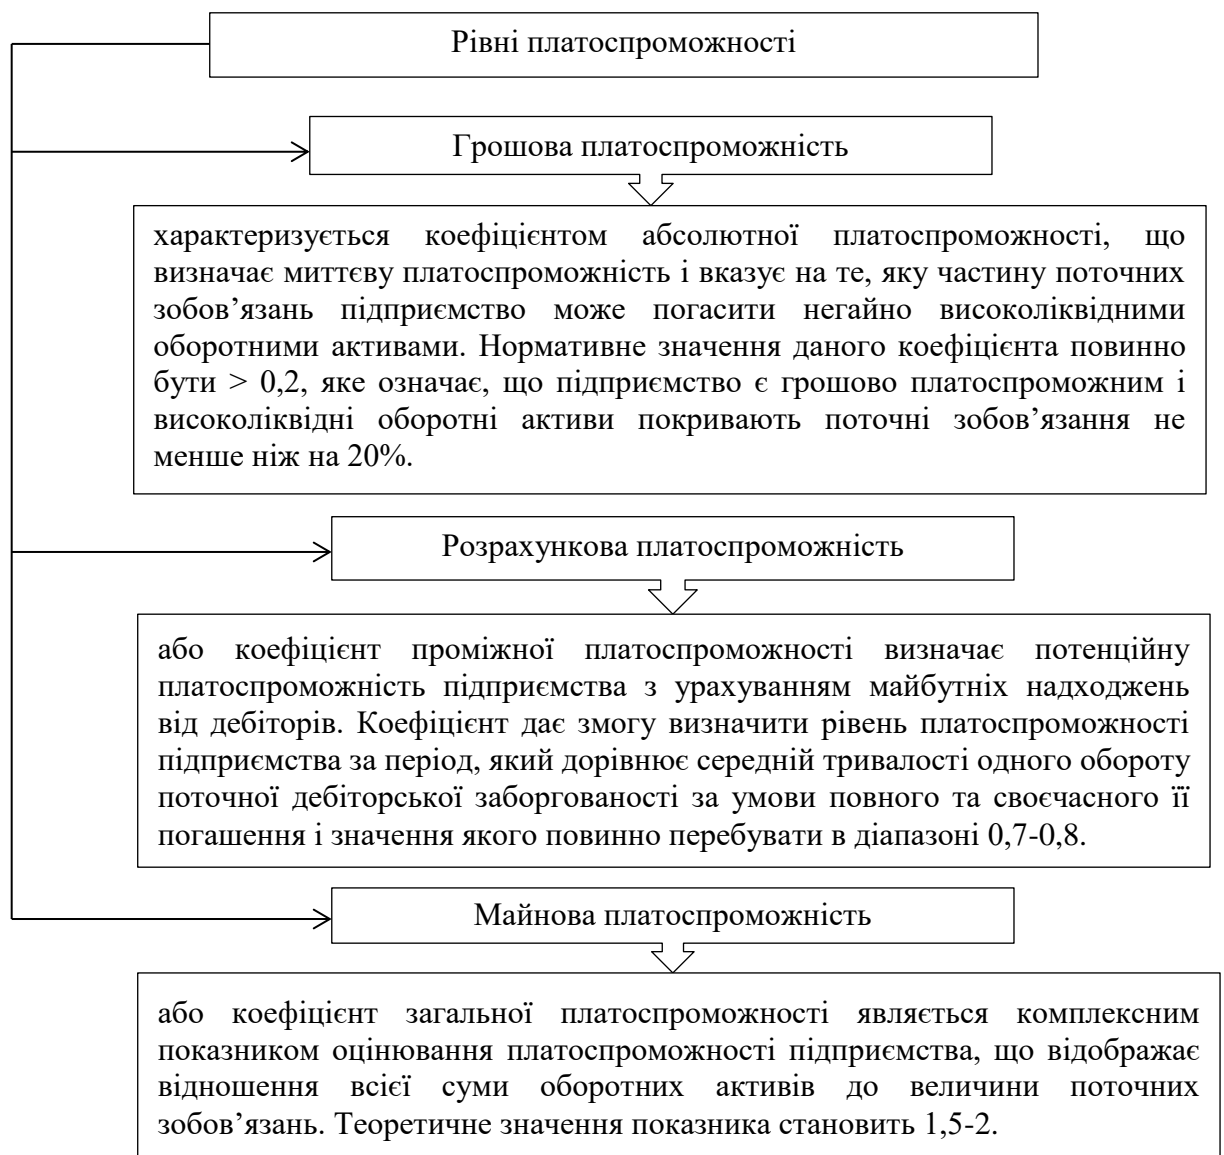 Рівні платоспроможності
Грошова платоспроможність
характеризується коефіцієнтом абсолютної платоспроможності, що
визначає миттєву платоспроможність і вказує на те, яку частину поточних
зобов’язань підприємство може погасити негайно високоліквідними
оборотними активами. Нормативне значення даного коефіцієнта повинно
бути > 0,2, яке означає, що підприємство є грошово платоспроможним і
високоліквідні оборотні активи покривають поточні зобов’язання не
менше ніж на 20%.
Розрахункова платоспроможність
або коефіцієнт проміжної платоспроможності визначає потенційну
платоспроможність підприємства з урахуванням майбутніх надходжень
від дебіторів. Коефіцієнт дає змогу визначити рівень платоспроможності
підприємства за період, який дорівнює середній тривалості одного обороту
поточної дебіторської заборгованості за умови повного та своєчасного її
погашення і значення якого повинно перебувати в діапазоні 0,7-0,8.
Майнова платоспроможність
або коефіцієнт загальної платоспроможності являється комплексним
показником оцінювання платоспроможності підприємства, що відображає
відношення всієї суми оборотних активів до величини поточних
зобов’язань. Теоретичне значення показника становить 1,5-2.